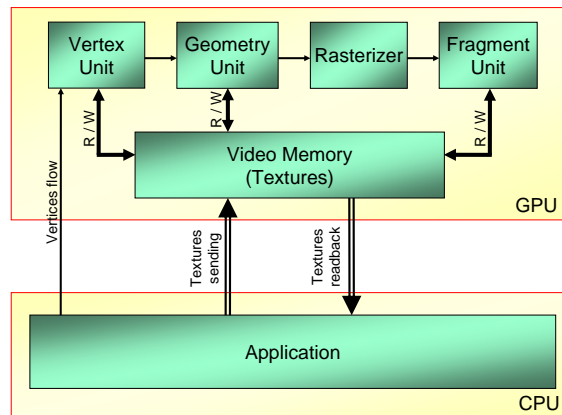 Vertex
Unit
Geometry
Unit
Rasterizer
Fragment
Unit
R / W
R / W
R / W
Video Memory
(Textures)
GPU
Vertices flow
Textures
sending
Textures
readback
Application
CPU